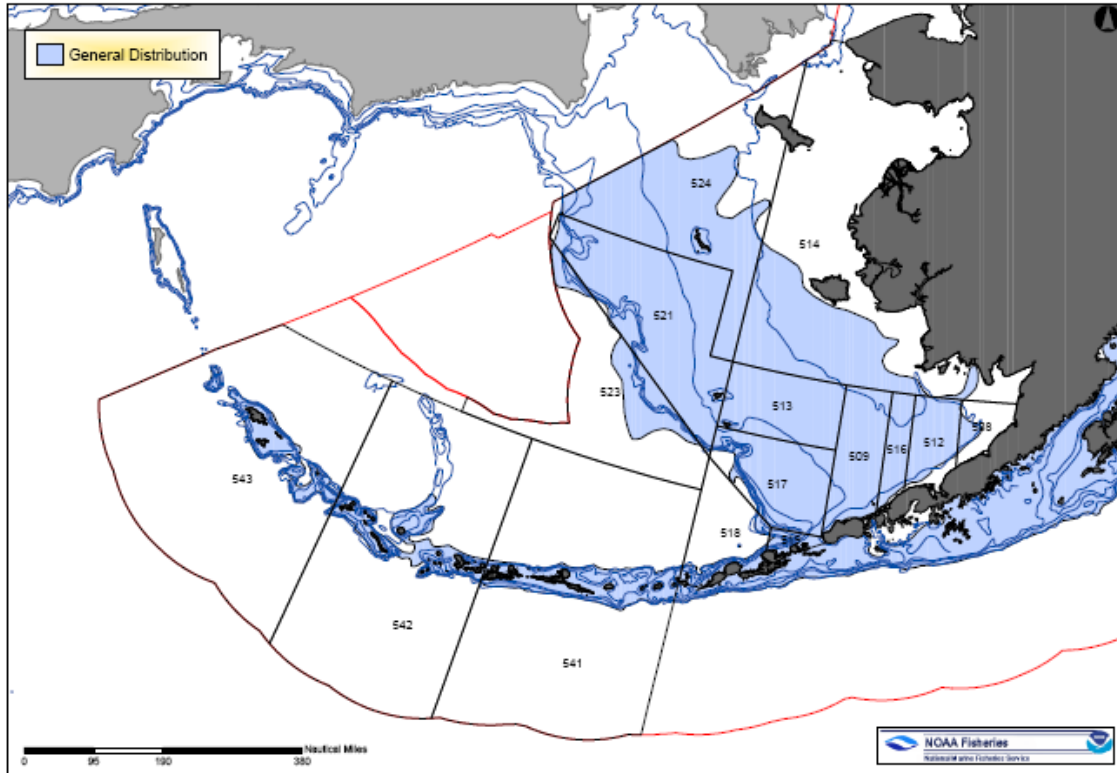 General Distribution
524
514
521
523
513
509
516
512
508
517
518
543
542
541
Nautical Miles
0 95 190 380
NOAA Fisheries
National Marine Fisheries Service